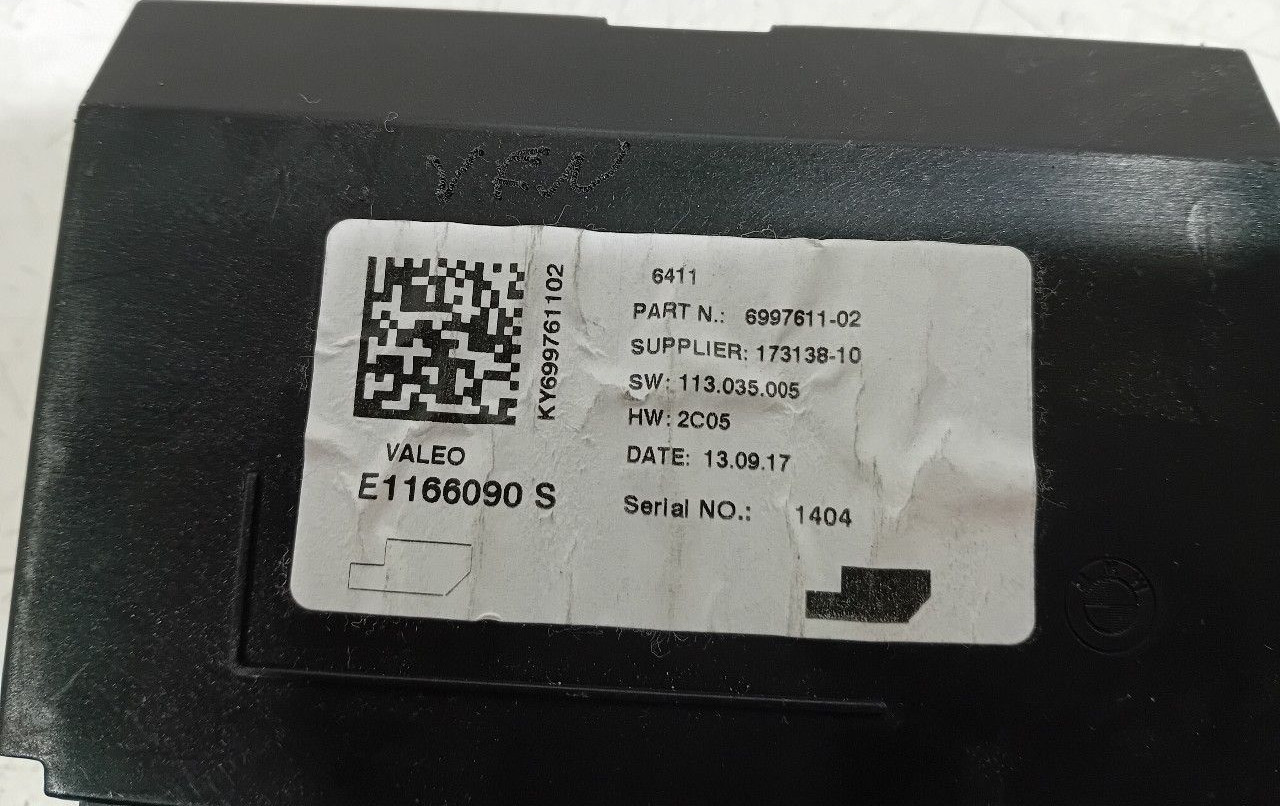 KY699761102
VALEO
E1166090 S
6411
PART N.: 6997611-02
SUPPLIER: 173138-10
SW: 113.035.005
HW: 2C05
DATE: 13.09.17
Serial NO.: 1404